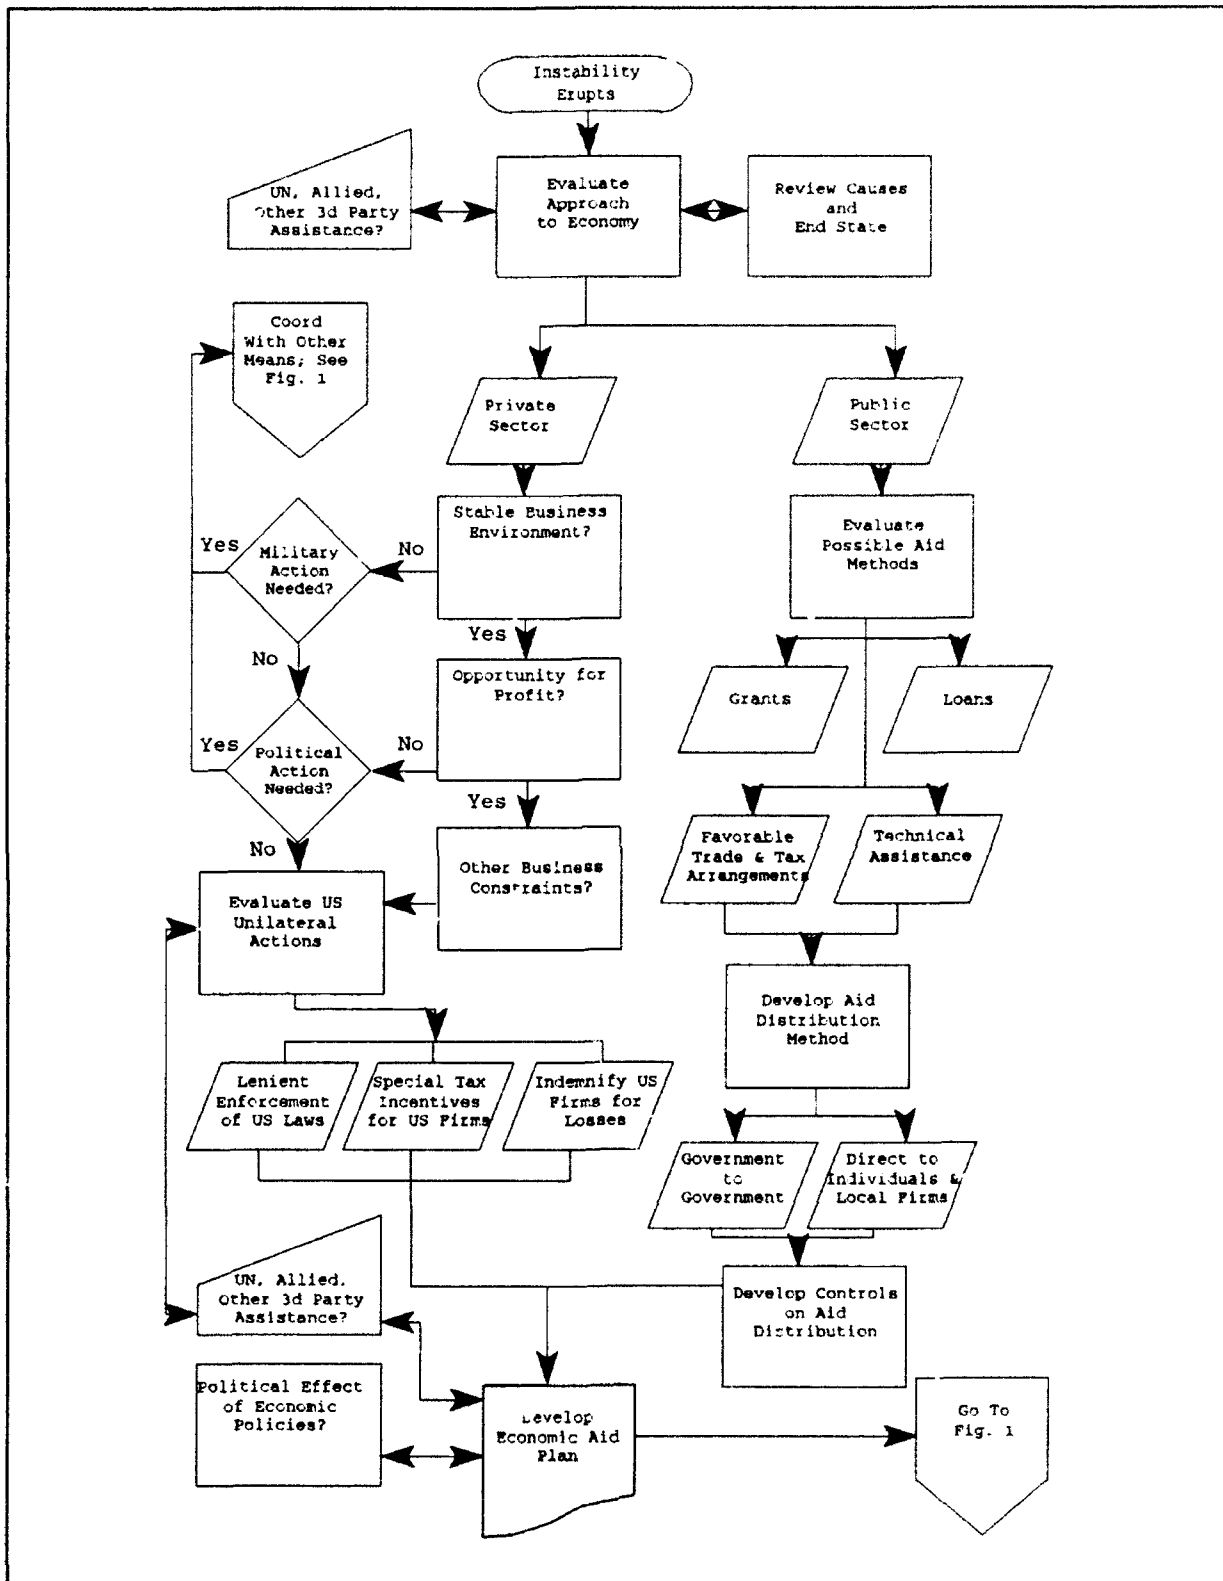 Instability
Erupts
UN, Allied,
Other 3d Party
Assistance?
Evaluate
Approach
to Economy
Review Causes
and
End State
Coord
With Other
Means; See
Fig. 1
Private
Sector
Public
Sector
Yes
Military
Action
Needed?
No
Stable Business
Environment?
Evaluate
Possible Aid
Methods
No
Yes
Opportunity for
Profit?
Grants
Loans
Yes
Political
Action
Needed?
No
Yes
No
Other Business
Constraints?
Favorable
Trade & Tax
Arrangements
Technical
Assistance
Evaluate US
Unilateral
Actions
Develop Aid
Distribution
Method
Lenient
Enforcement
of US Laws
Special Tax
Incentives
for US Firms
Indemnify US
Firms for
Losses
Government
to
Government
Direct to
Individuals &
Local Firms
UN, Allied,
Other 3d Party
Assistance?
Develop Controls
on Aid
Distribution
Political Effect
of Economic
Policies?
Develop
Economic Aid
Plan
Go To
Fig. 1